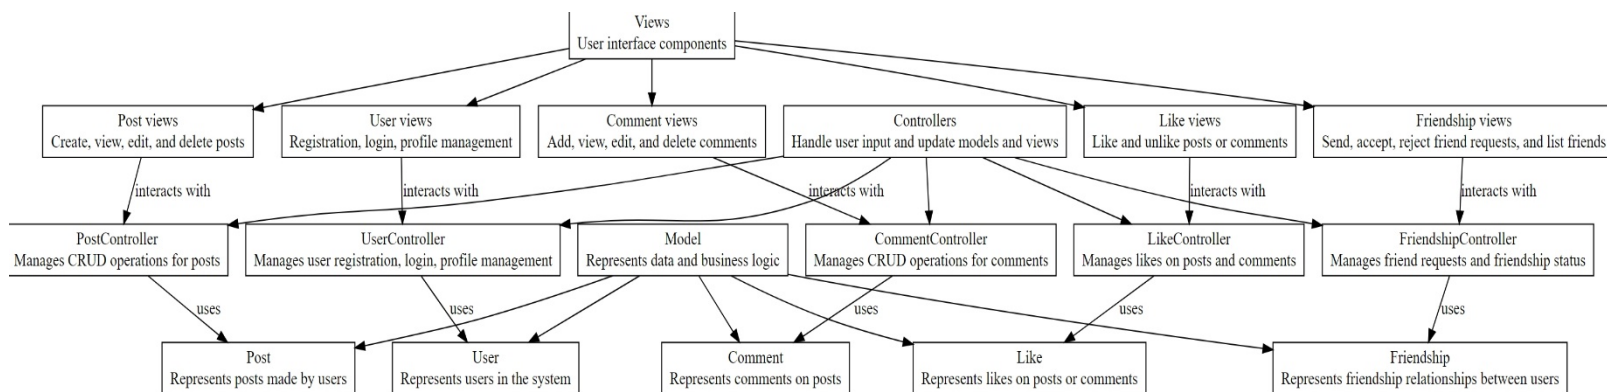 Views
User interface components
Post views
Create, view, edit, and delete posts
User views
Registration, login, profile management
Comment views
Add, view, edit, and delete comments
Controllers
Handle user input and update models and views
Like views
Like and unlike posts or comments
Friendship views
Send, accept, reject friend requests, and list friends
interacts with
interacts with
interacts with
interacts with
interacts with
PostController
Manages CRUD operations for posts
UserController
Manages user registration, login, profile management
Model
Represents data and business logic
CommentController
Manages CRUD operations for comments
LikeController
Manages likes on posts and comments
FriendshipController
Manages friend requests and friendship status
uses
uses
uses
uses
uses
Post
Represents posts made by users
User
Represents users in the system
Comment
Represents comments on posts
Like
Represents likes on posts or comments
Friendship
Represents friendship relationships between users